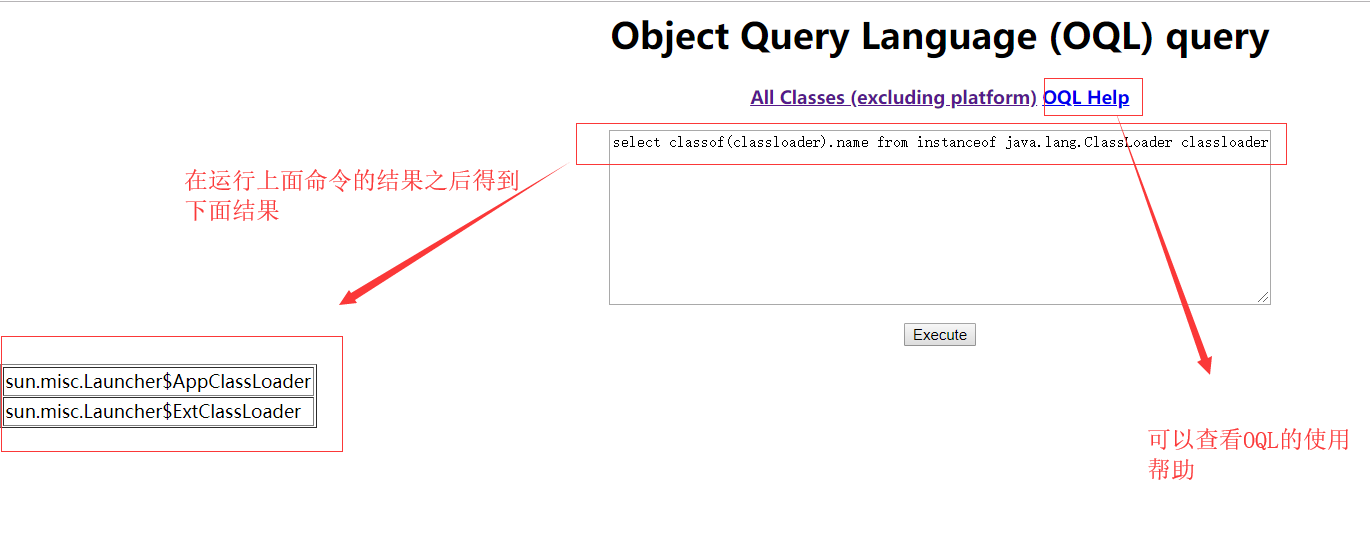 Object Query Language (OQL) query
All Classes (excluding platform) OQL Help
select classof(classloader).name from instanceof java.lang.ClassLoader classloader
在运行上面命令的结果之后得到
下面结果
Execute
sun.misc.Launcher$AppClassLoader
sun.misc.Launcher$ExtClassLoader
可以查看OQL的使用
帮助